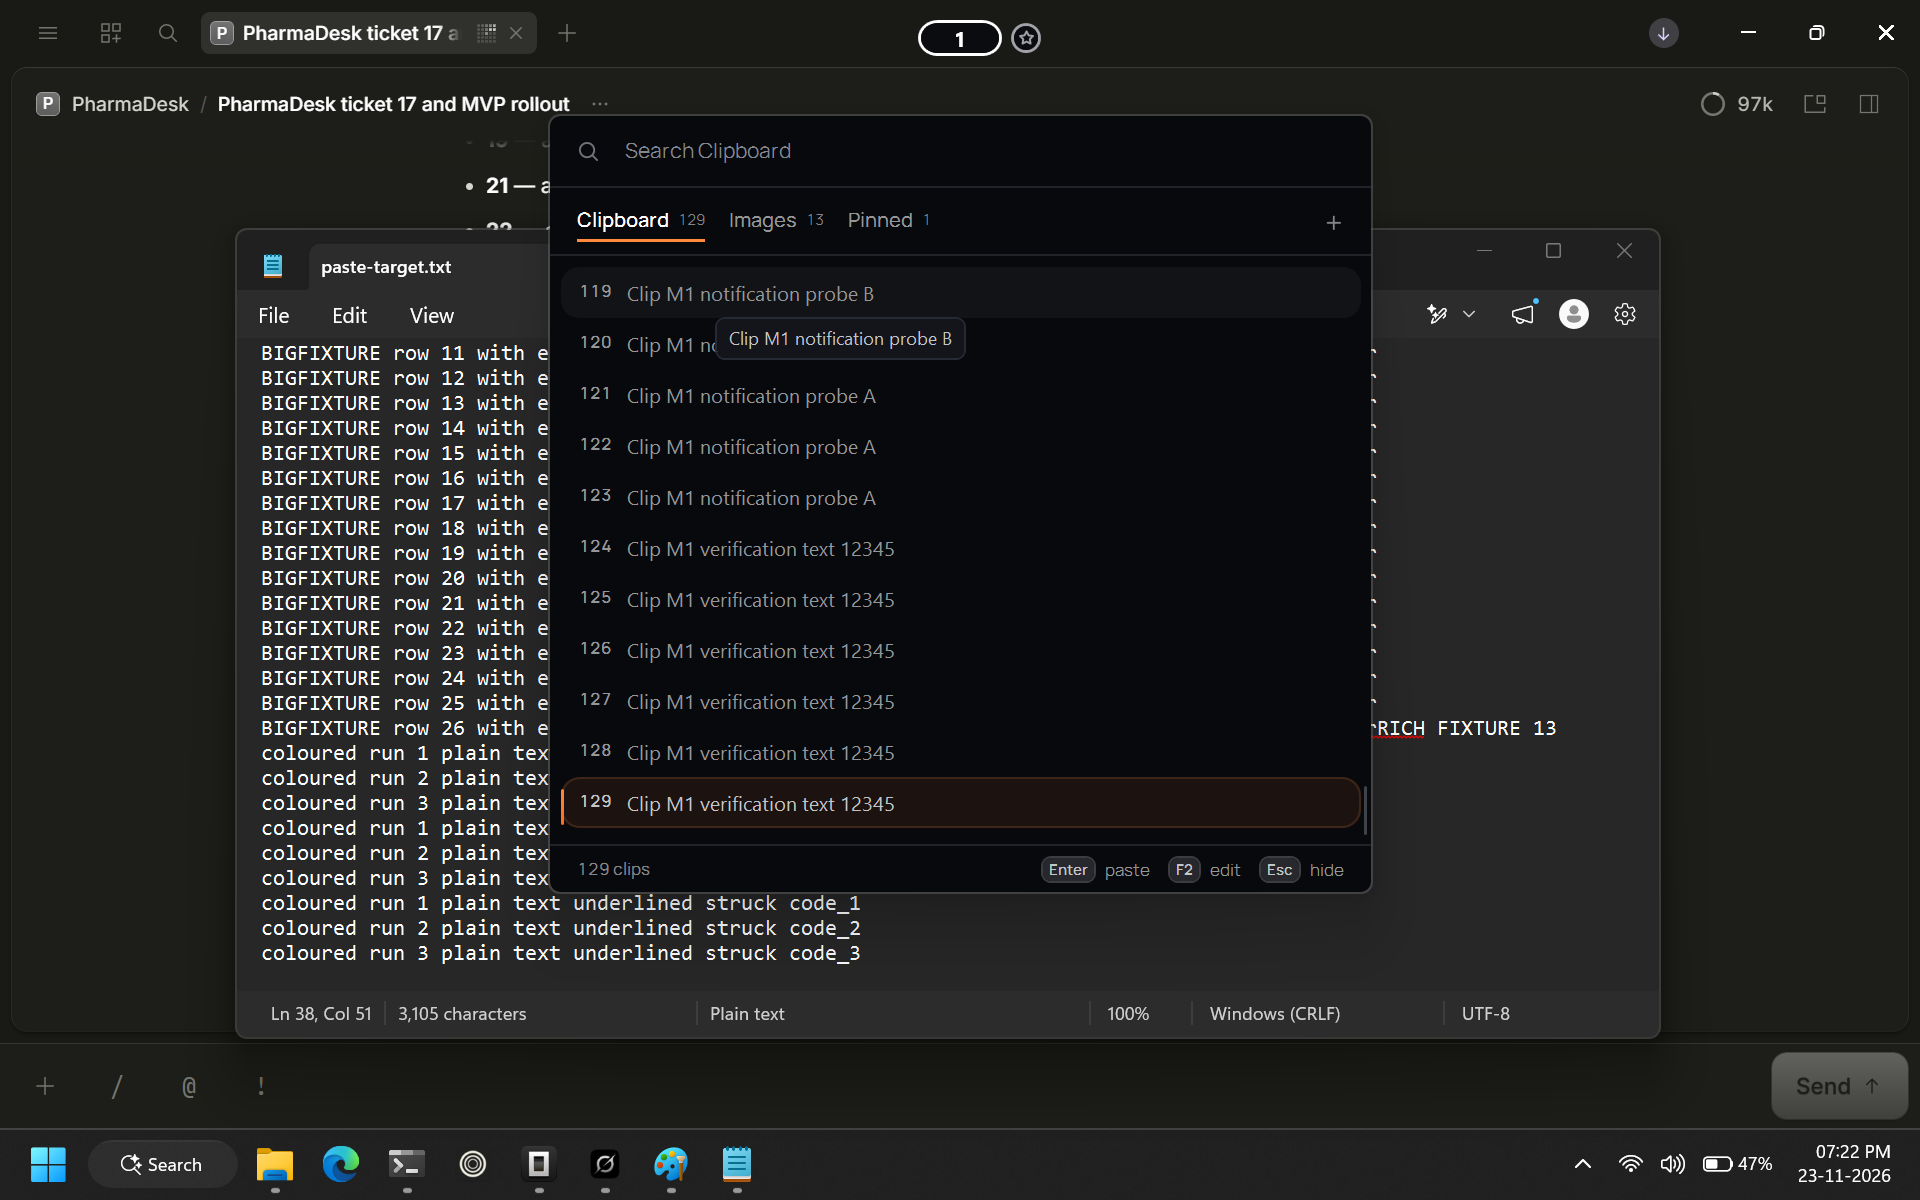 P PharmaDesk ticket 17 a
1
P PharmaDesk / PharmaDesk ticket 17 and MVP rollout ...
97k
21 — a
Search Clipboard
Clipboard 129 Images 13 Pinned 1
119 Clip M1 notification probe B
120 Clip M1
Clip M1 notification probe B
121 Clip M1 notification probe A
122 Clip M1 notification probe A
123 Clip M1 notification probe A
124 Clip M1 verification text 12345
125 Clip M1 verification text 12345
126 Clip M1 verification text 12345
127 Clip M1 verification text 12345
128 Clip M1 verification text 12345
129 Clip M1 verification text 12345
129 clips
Enter paste F2 edit Esc hide
paste-target.txt
File Edit View
BIGFIXTURE row 11 with e
BIGFIXTURE row 12 with e
BIGFIXTURE row 13 with e
BIGFIXTURE row 14 with e
BIGFIXTURE row 15 with e
BIGFIXTURE row 16 with e
BIGFIXTURE row 17 with e
BIGFIXTURE row 18 with e
BIGFIXTURE row 19 with e
BIGFIXTURE row 20 with e
BIGFIXTURE row 21 with e
BIGFIXTURE row 22 with e
BIGFIXTURE row 23 with e
BIGFIXTURE row 24 with e
BIGFIXTURE row 25 with e
BIGFIXTURE row 26 with e RICH FIXTURE 13
coloured run 1 plain tex
coloured run 2 plain tex
coloured run 3 plain tex
coloured run 1 plain tex
coloured run 2 plain tex
coloured run 3 plain tex
coloured run 1 plain text underlined struck code_1
coloured run 2 plain text underlined struck code_2
coloured run 3 plain text underlined struck code_3
Ln 38, Col 51 3,105 characters Plain text 100% Windows (CRLF) UTF-8
+ / @ !
Send ↑
Search
47%
07:22 PM
23-11-2026